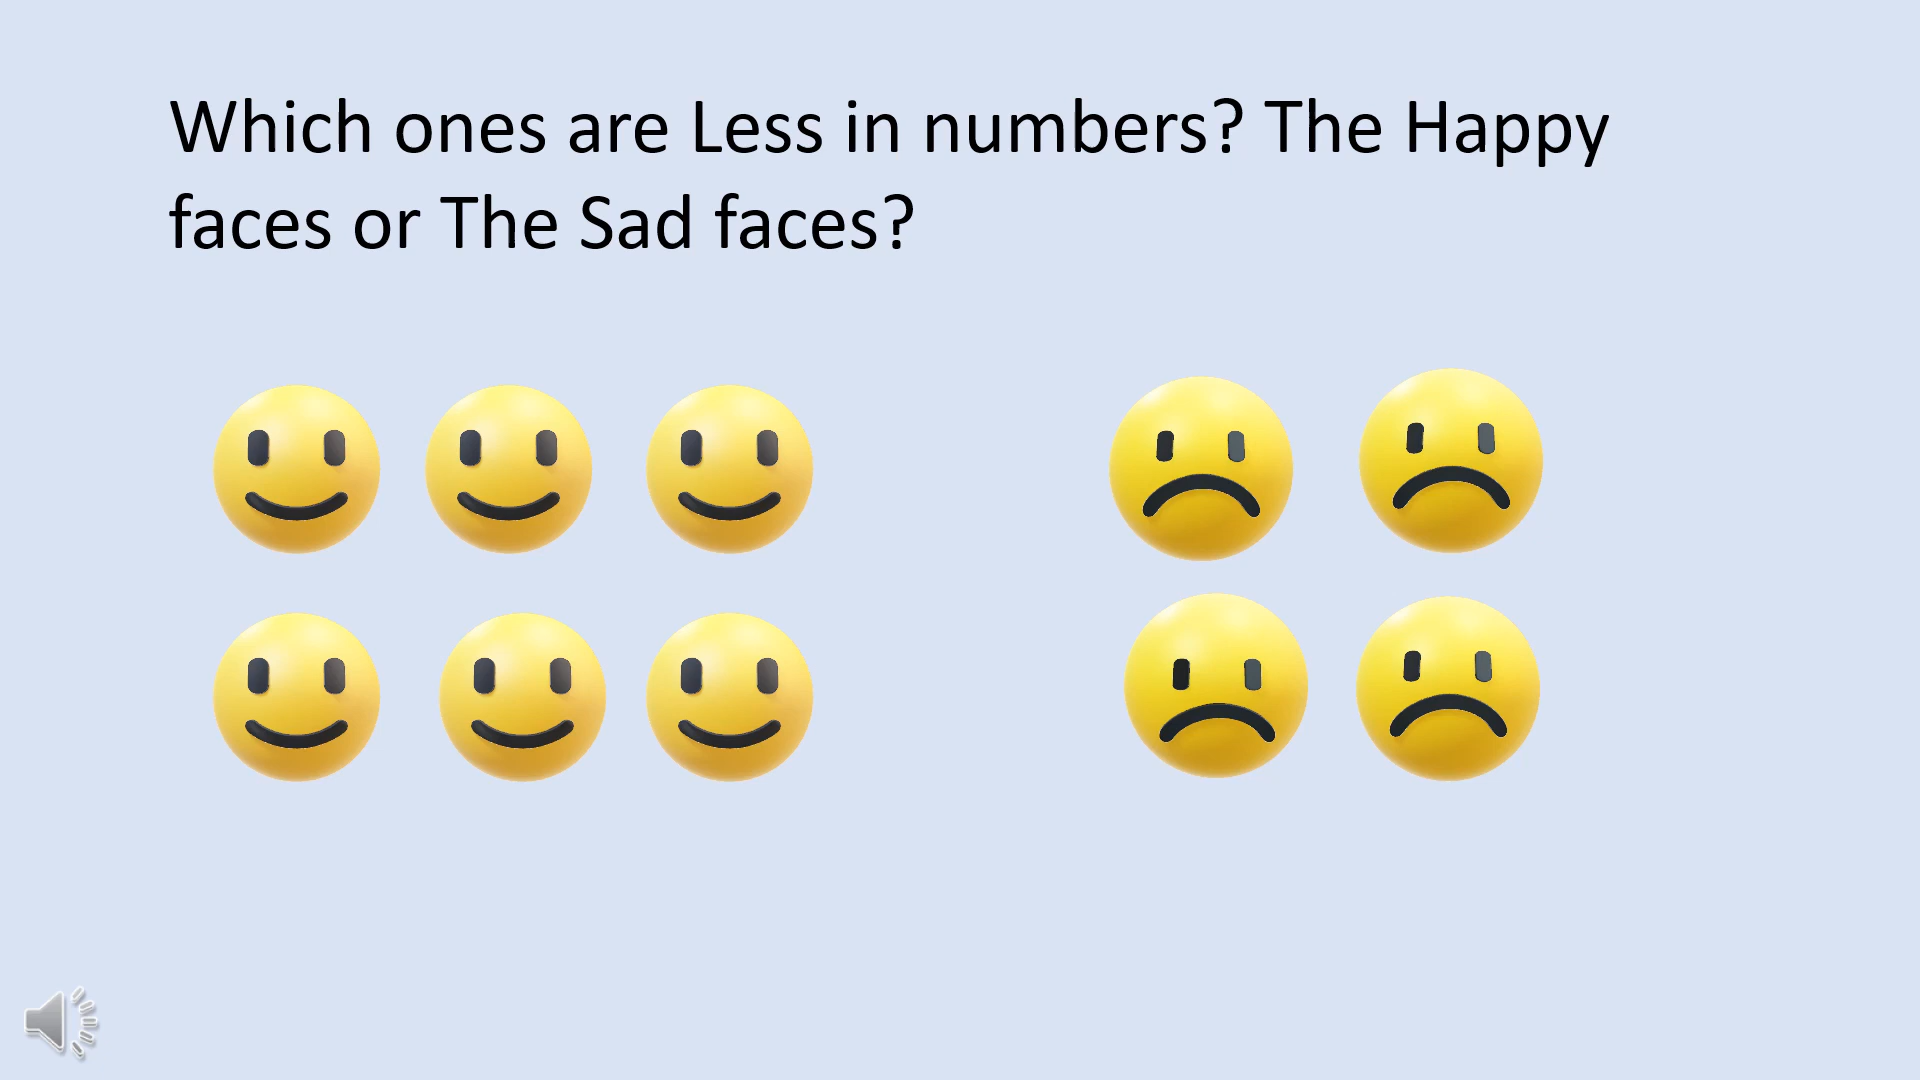 Which ones are Less in numbers? The Happy
faces or The Sad faces?